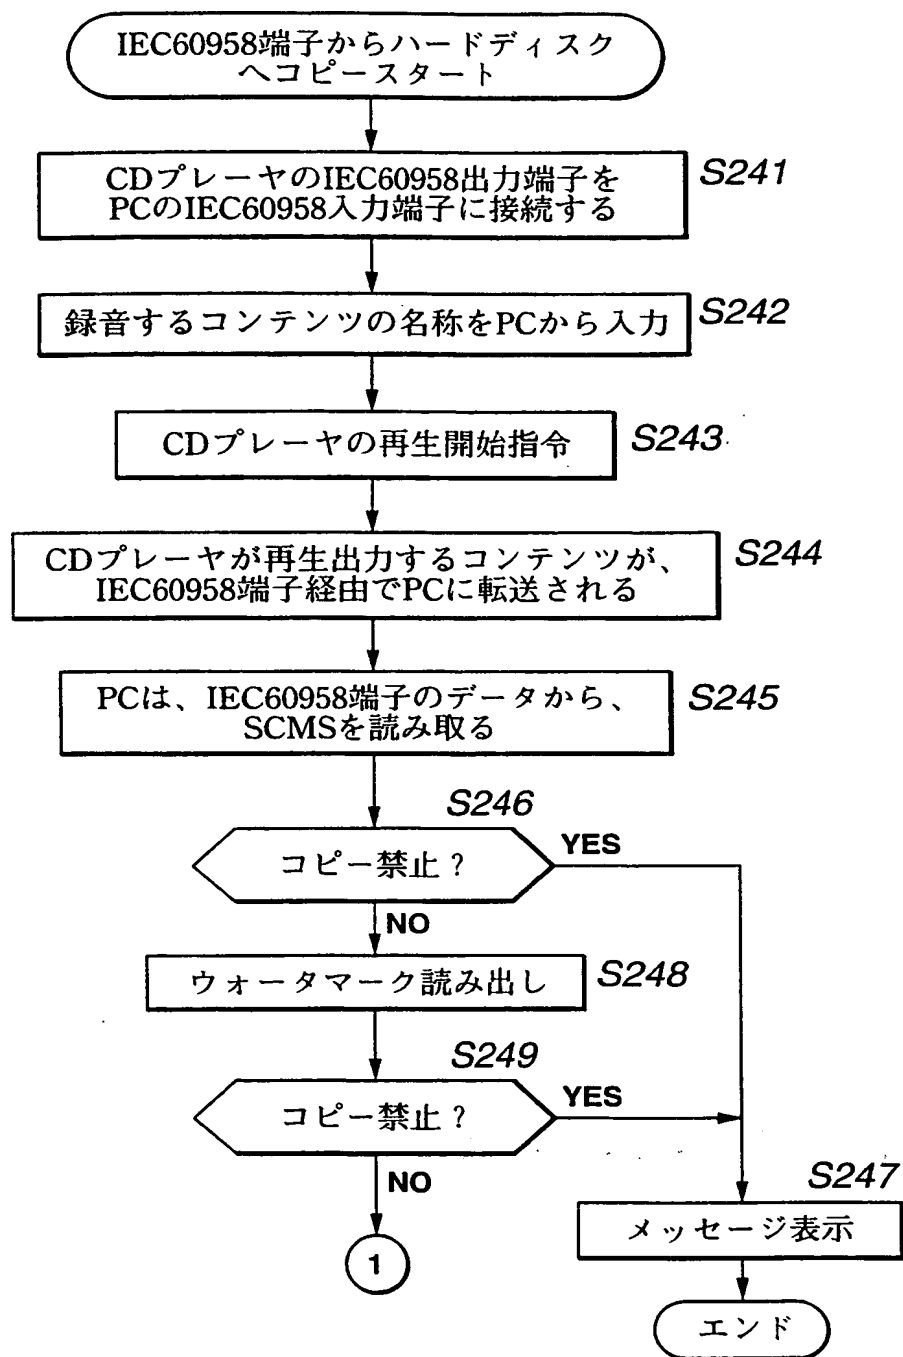 IEC60958端子からハードディスク
へコピースタート
CDプレーヤのIEC60958出力端子を
PCのIEC60958入力端子に接続する
S241
録音するコンテンツの名称をPCから入力
S242
CDプレーヤの再生開始指令
S243
CDプレーヤが再生出力するコンテンツが、
IEC60958端子経由でPCに転送される
S244
PCは、IEC60958端子のデータから、
SCMSを読み取る
S245
S246
コピー禁止?
YES
NO
ウォータマーク読み出し
S248
S249
コピー禁止?
YES
NO
S247
メッセージ表示
1
エンド